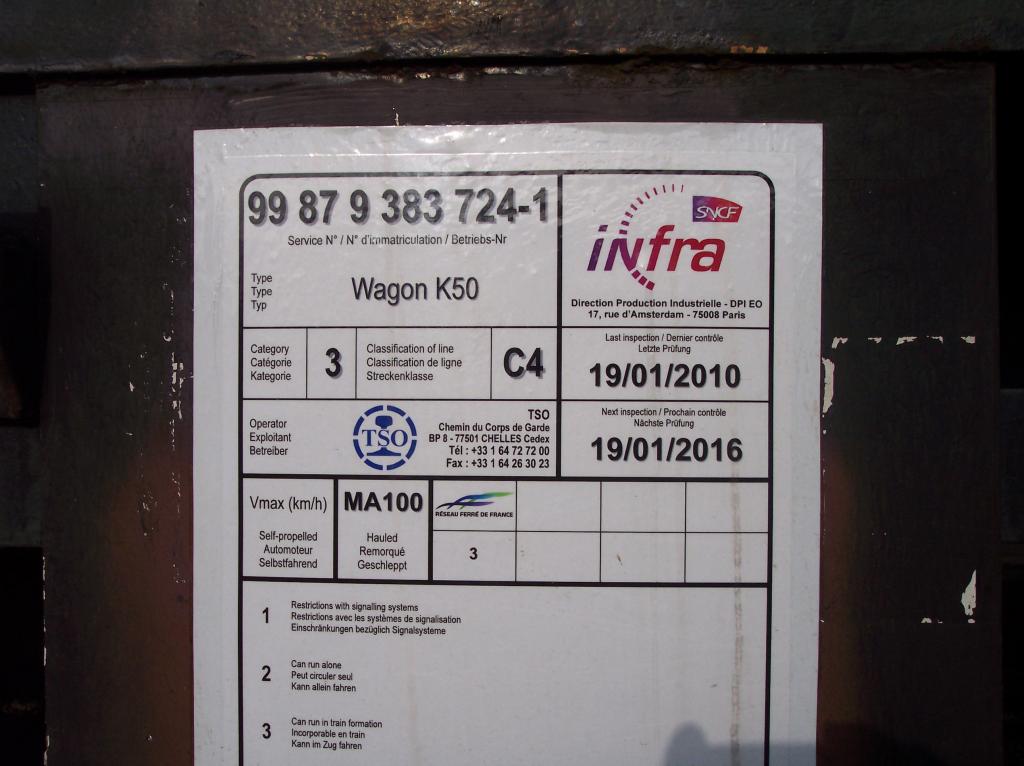 99 87 9 383 724-1
Service N° / N° d'immatriculation / Betriebs-Nr
Type
Type
Typ
Wagon K50
SNCF
infra
Direction Production Industrielle - DPI EO
17, rue d'Amsterdam - 75008 Paris
Category
Catégorie
Kategorie
3
Classification of line
Classification de ligne
Streckenklasse
C4
Last inspection / Dernier contrôle
Letzte Prüfung
19/01/2010
Operator
Exploitant
Betreiber
TSO
TSO
Chemin du Corps de Garde
BP 8 - 77501 CHELLES Cedex
Tél : +33 1 64 72 72 00
Fax : +33 1 64 26 30 23
Next inspection / Prochain contrôle
Nächste Prüfung
19/01/2016
Vmax (km/h)
Self-propelled
Automoteur
Selbstfahrend
MA100
Hauled
Remorqué
Geschleppt
RÉSEAU FERRÉ DE FRANCE
3
1
Restrictions with signalling systems
Restrictions avec les systèmes de signalisation
Einschränkungen bezüglich Signalsysteme
2
Can run alone
Peut circuler seul
Kann allein fahren
3
Can run in train formation
Incorporable en train
Kann im Zug fahren